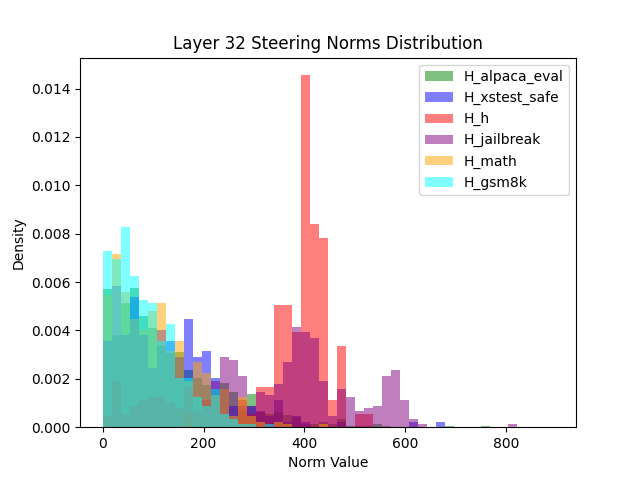 Layer 32 Steering Norms Distribution
H_alpaca_eval
H_xstest_safe
H_h
H_jailbreak
H_math
H_gsm8k
Density
0.014
0.012
0.010
0.008
0.006
0.004
0.002
0.000
0
200
400
600
800
Norm Value